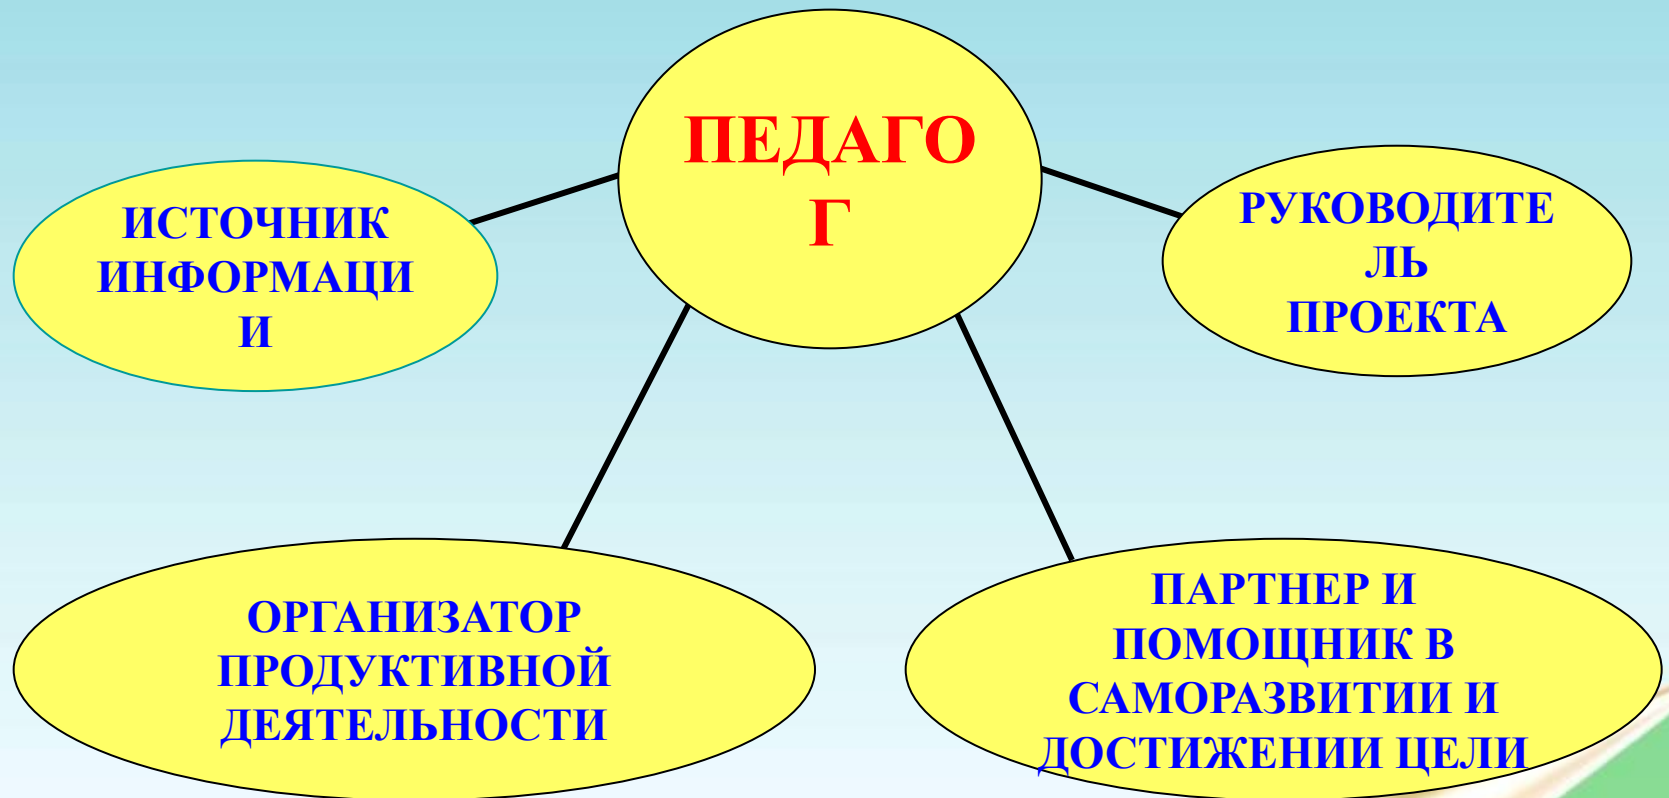 ПЕДАГО
Г
ИСТОЧНИК
ИНФОРМАЦИ
И
РУКОВОДИТЕ
ЛЬ
ПРОЕКТА
ОРГАНИЗАТОР
ПРОДУКТИВНОЙ
ДЕЯТЕЛЬНОСТИ
ПАРТНЕР И
ПОМОЩНИК В
САМОРАЗВИТИИ И
ДОСТИЖЕНИИ ЦЕЛИ